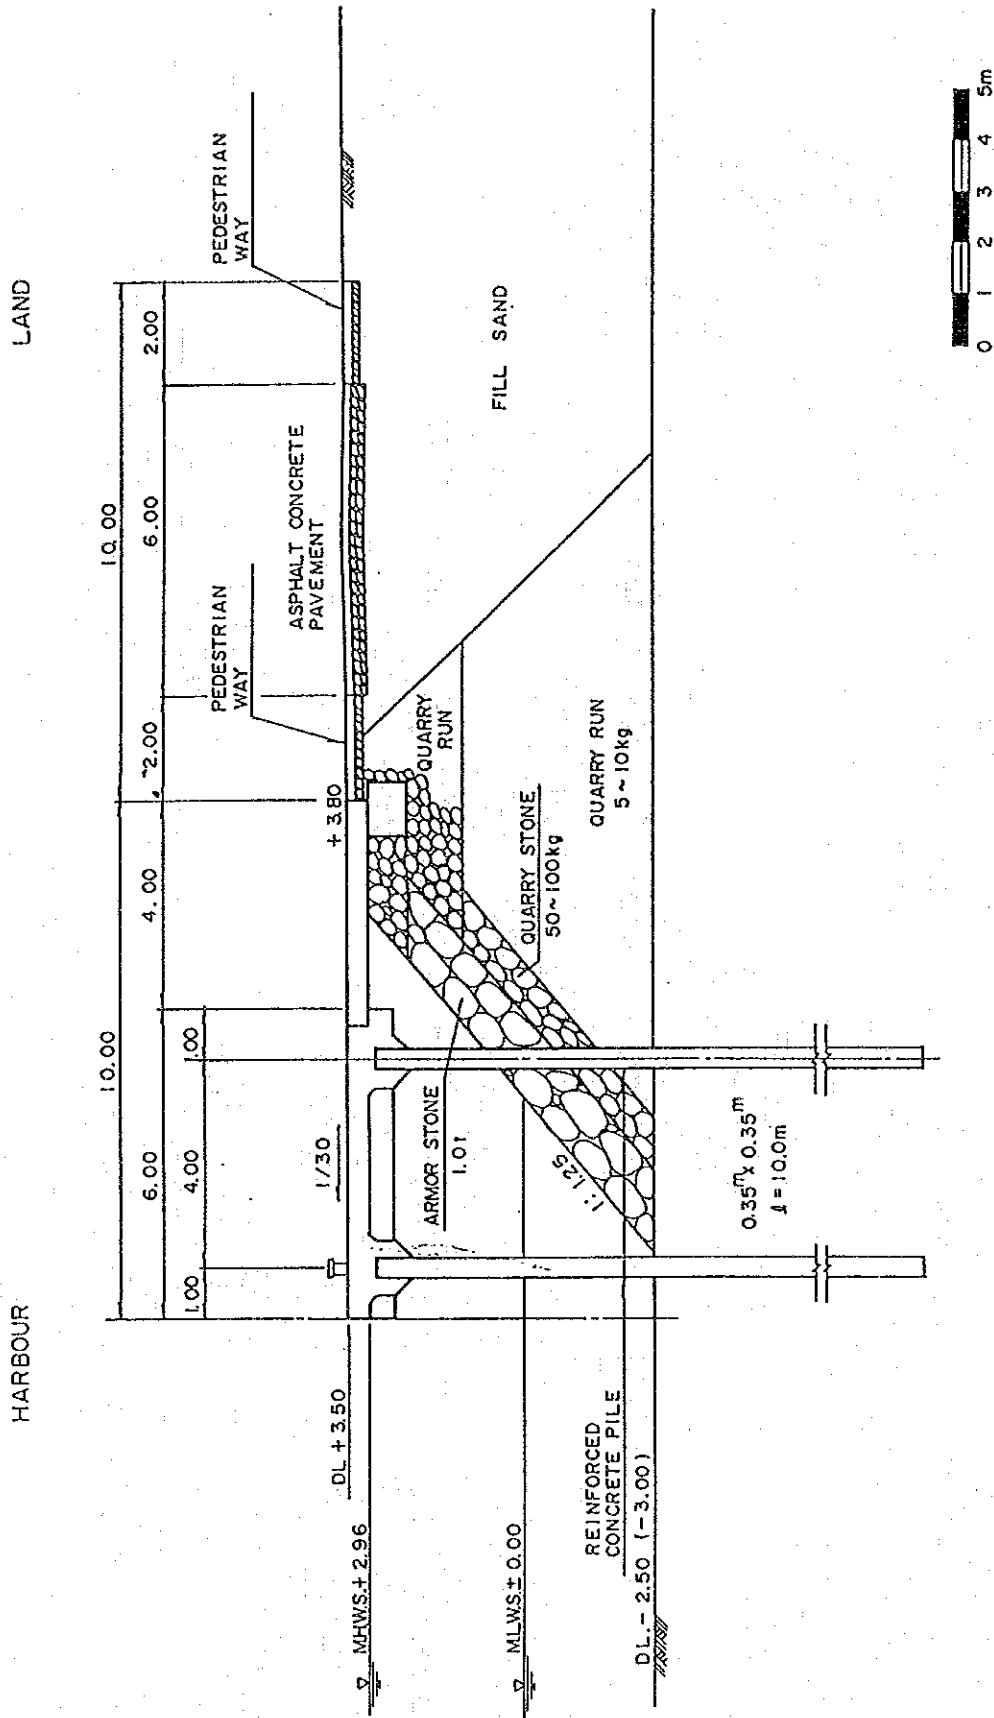 HARBOUR
LAND
10.00
10.00
6.00
4.00
~2.00
6.00
2.00
1.00
4.00
1.00
PEDESTRIAN
WAY
ASPHALT CONCRETE
PAVEMENT
PEDESTRIAN
WAY
DL + 3.50
1/30
+ 3.80
MHWS.+ 2.96
ARMOR STONE
1.0t
QUARRY
RUN
FILL SAND
MLWS.± 0.00
1:1.25
QUARRY STONE
50~100kg
QUARRY RUN
5~10kg
REINFORCED
CONCRETE PILE
DL.- 2.50 (-3.00)
0.35ᵐ x 0.35ᵐ
ℓ = 10.0m
0 1 2 3 4 5m